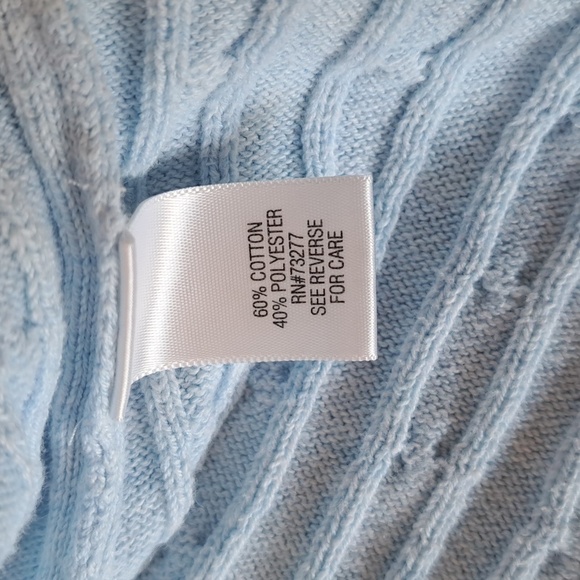 60% COTTON
40% POLYESTER
RN#73277
SEE REVERSE
FOR CARE